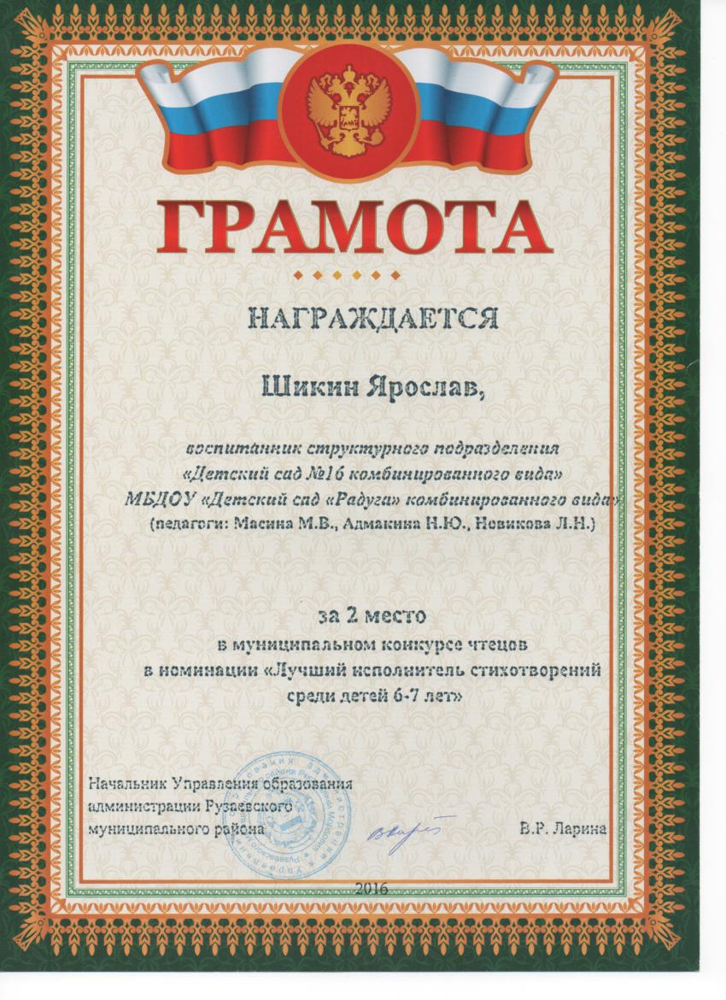 ГРАМОТА
НАГРАЖДАЕТСЯ
Шикин Ярослав,
воспитанник структурного подразделения
«Детский сад №16 комбинированного вида»
МБДОУ «Детский сад «Радуга» комбинированного вида»
(педагоги: Масина М.В., Адмакина Н.Ю., Новикова Л.Н.)
за 2 место
в муниципальном конкурсе чтецов
в номинации «Лучший исполнитель стихотворений
среди детей 6-7 лет»
Начальник Управления образования
администрации Рузаевского
муниципального района
В.Р. Ларина
2016